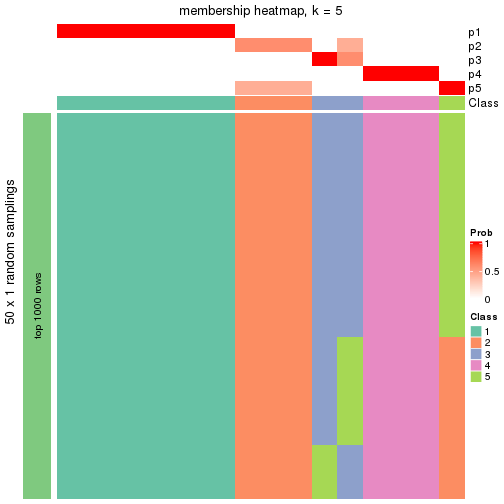 membership heatmap, k = 5
p1
p2
p3
p4
p5
Class
50 x 1 random samplings
top 1000 rows
Prob
1
0.5
0
Class
1
2
3
4
5